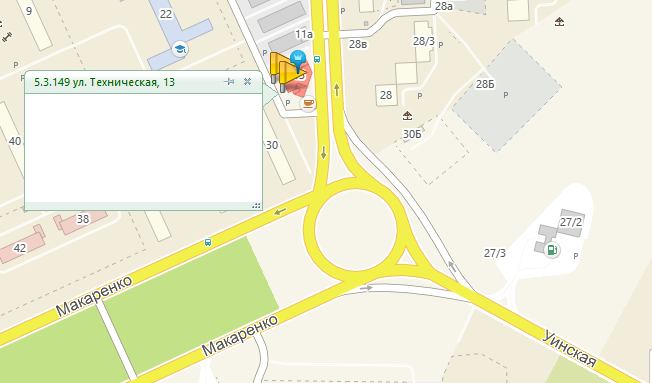 9
22
11а
28а
28в
28/3
28Б
28
30Б
P
P
P
P
P
5.3.149 ул. Техническая, 13
40
30
38
42
27/2
27/3
P
Макаренко
Макаренко
Уинская